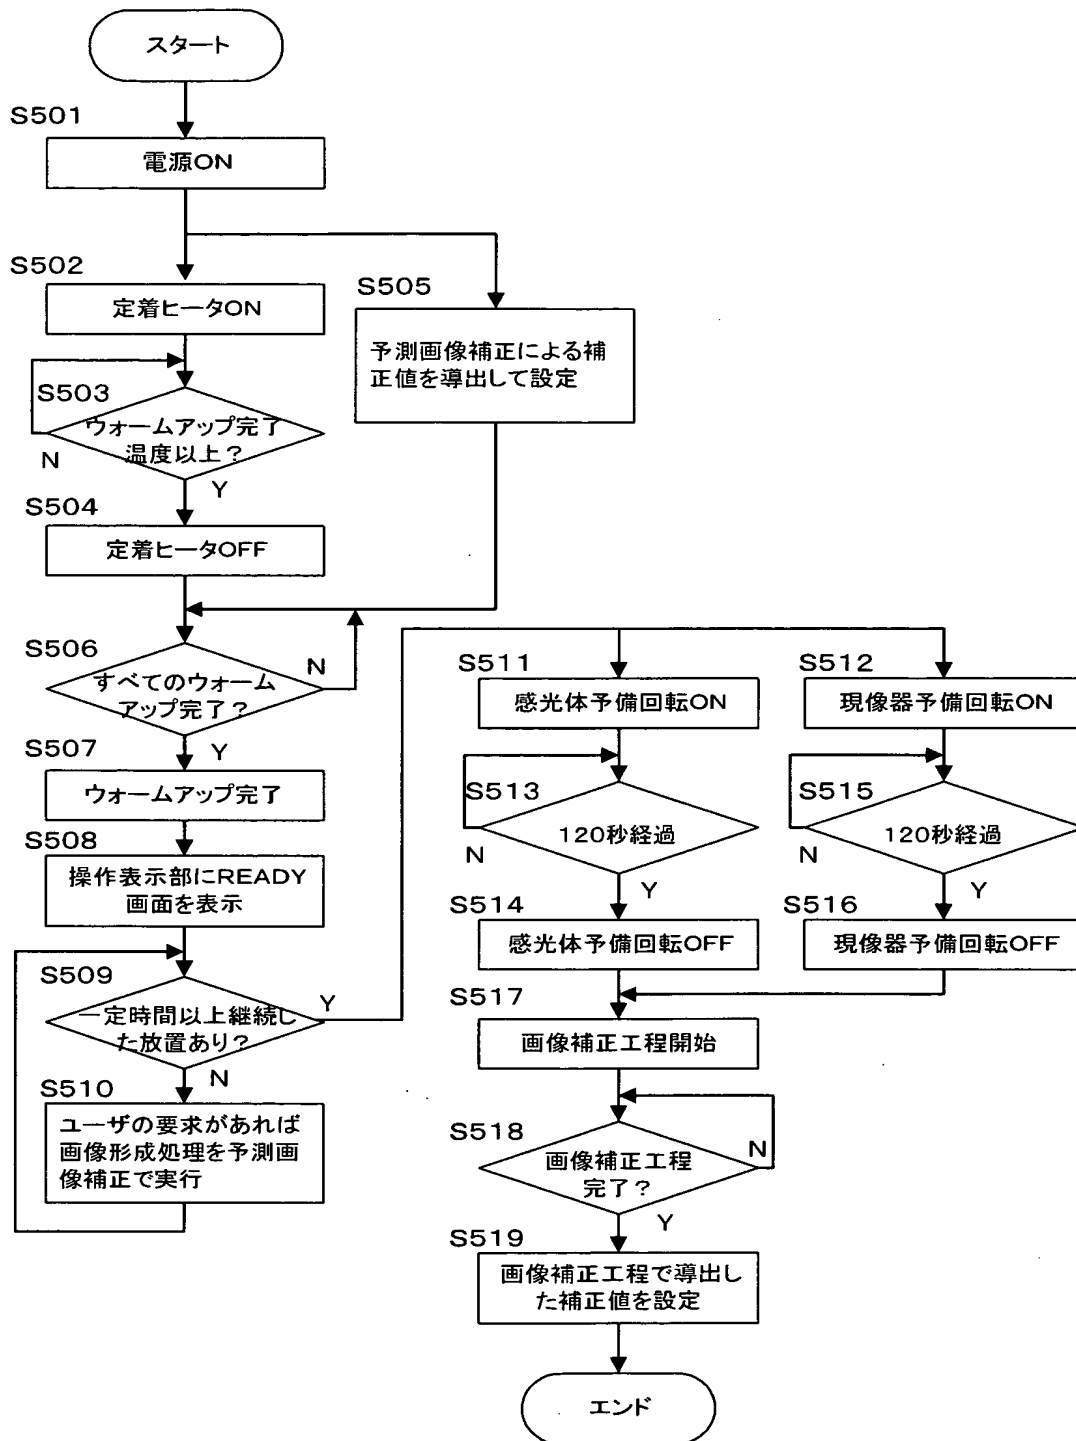 スタート
S501
電源ON
S502
定着ヒータON
S503
ウォームアップ完了
温度以上？
N
Y
S504
定着ヒータOFF
S505
予測画像補正による補
正値を導出して設定
S506
すべてのウォーム
アップ完了？
N
Y
S507
ウォームアップ完了
S508
操作表示部にREADY
画面を表示
S509
一定時間以上継続し
た放置あり？
Y
N
S510
ユーザの要求があれば
画像形成処理を予測画
像補正で実行
S511
感光体予備回転ON
S513
120秒経過
N
Y
S514
感光体予備回転OFF
S512
現像器予備回転ON
S515
120秒経過
N
Y
S516
現像器予備回転OFF
S517
画像補正工程開始
S518
画像補正工程
完了？
N
Y
S519
画像補正工程で導出し
た補正値を設定
エンド